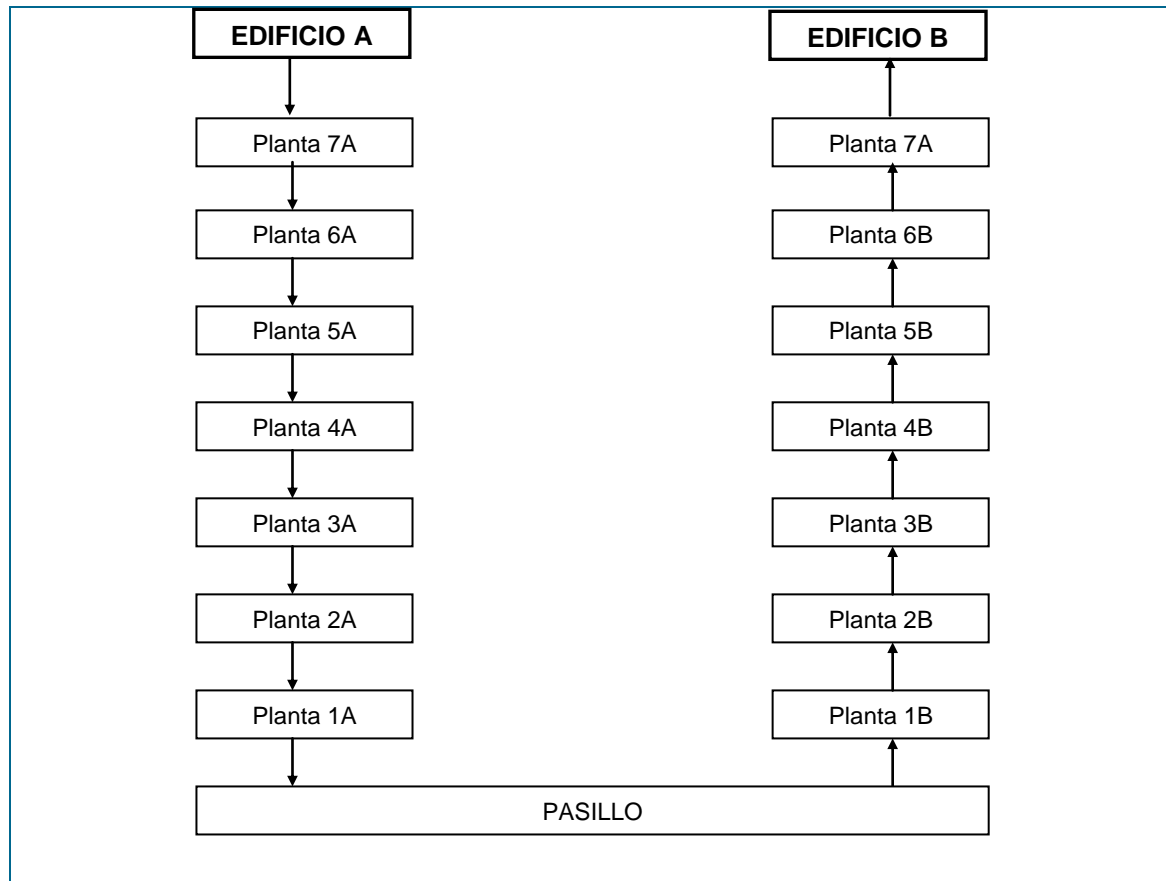 EDIFICIO A
EDIFICIO B
Planta 7A
Planta 7A
Planta 6A
Planta 6B
Planta 5A
Planta 5B
Planta 4A
Planta 4B
Planta 3A
Planta 3B
Planta 2A
Planta 2B
Planta 1A
Planta 1B
PASILLO